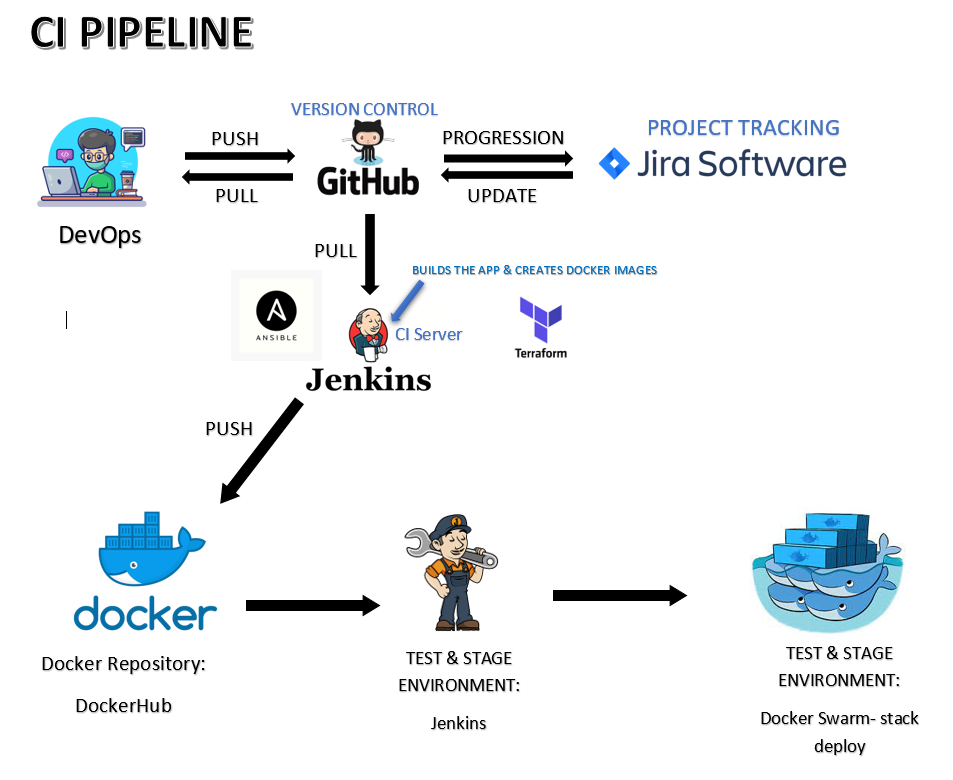 CI PIPELINE
VERSION CONTROL
PUSH
PULL
GitHub
PROGRESSION
UPDATE
PROJECT TRACKING
Jira Software
DevOps
PULL
BUILDS THE APP & CREATES DOCKER IMAGES
A
ANSIBLE
CI Server
Terraform
Jenkins
PUSH
docker
Docker Repository:
DockerHub
TEST & STAGE
ENVIRONMENT:
Jenkins
TEST & STAGE
ENVIRONMENT:
Docker Swarm- stack
deploy